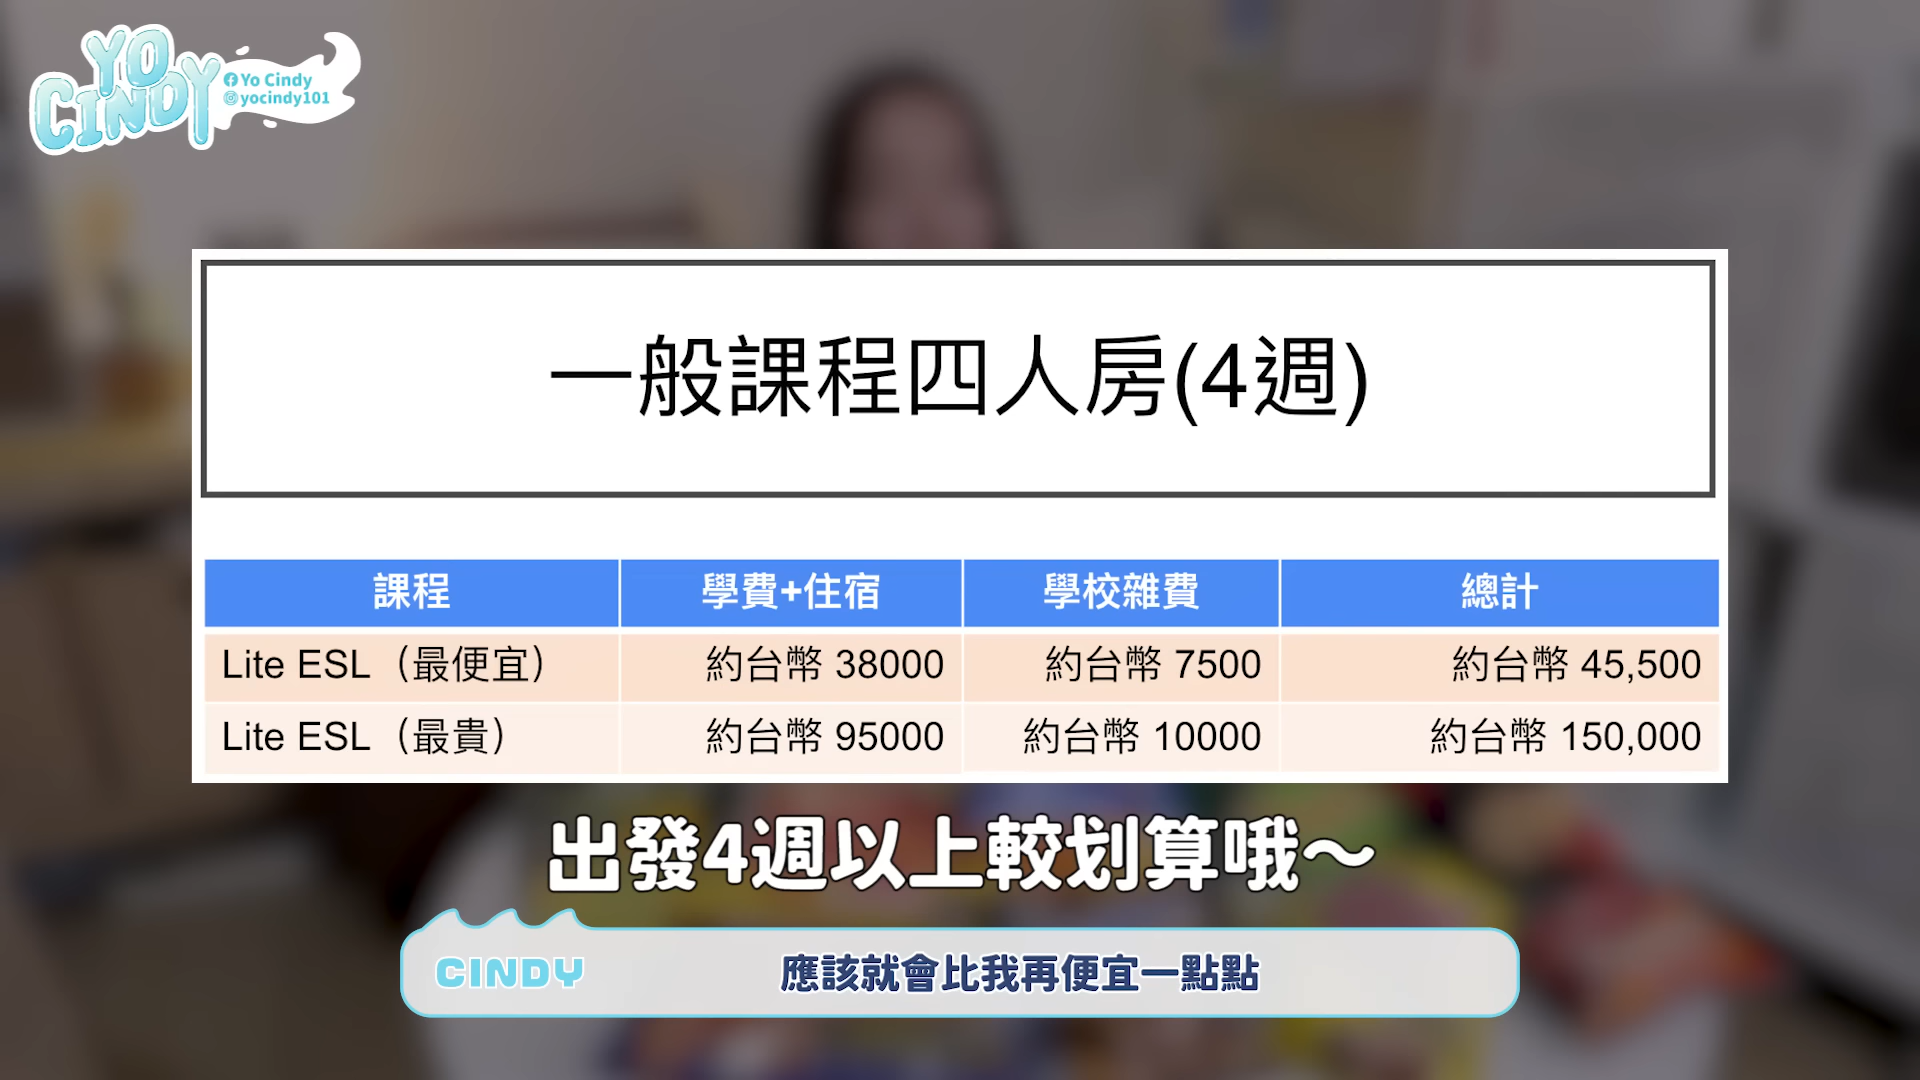 YO
CINDY
Yo Cindy
@yocindy101
一般課程四人房(4週)
課程 學費+住宿 學校雜費 總計
Lite ESL（最便宜） 約台幣 38000 約台幣 7500 約台幣 45,500
Lite ESL（最貴） 約台幣 95000 約台幣 10000 約台幣 150,000
出發4週以上較划算哦～
CINDY 應該就會比我再便宜一點點